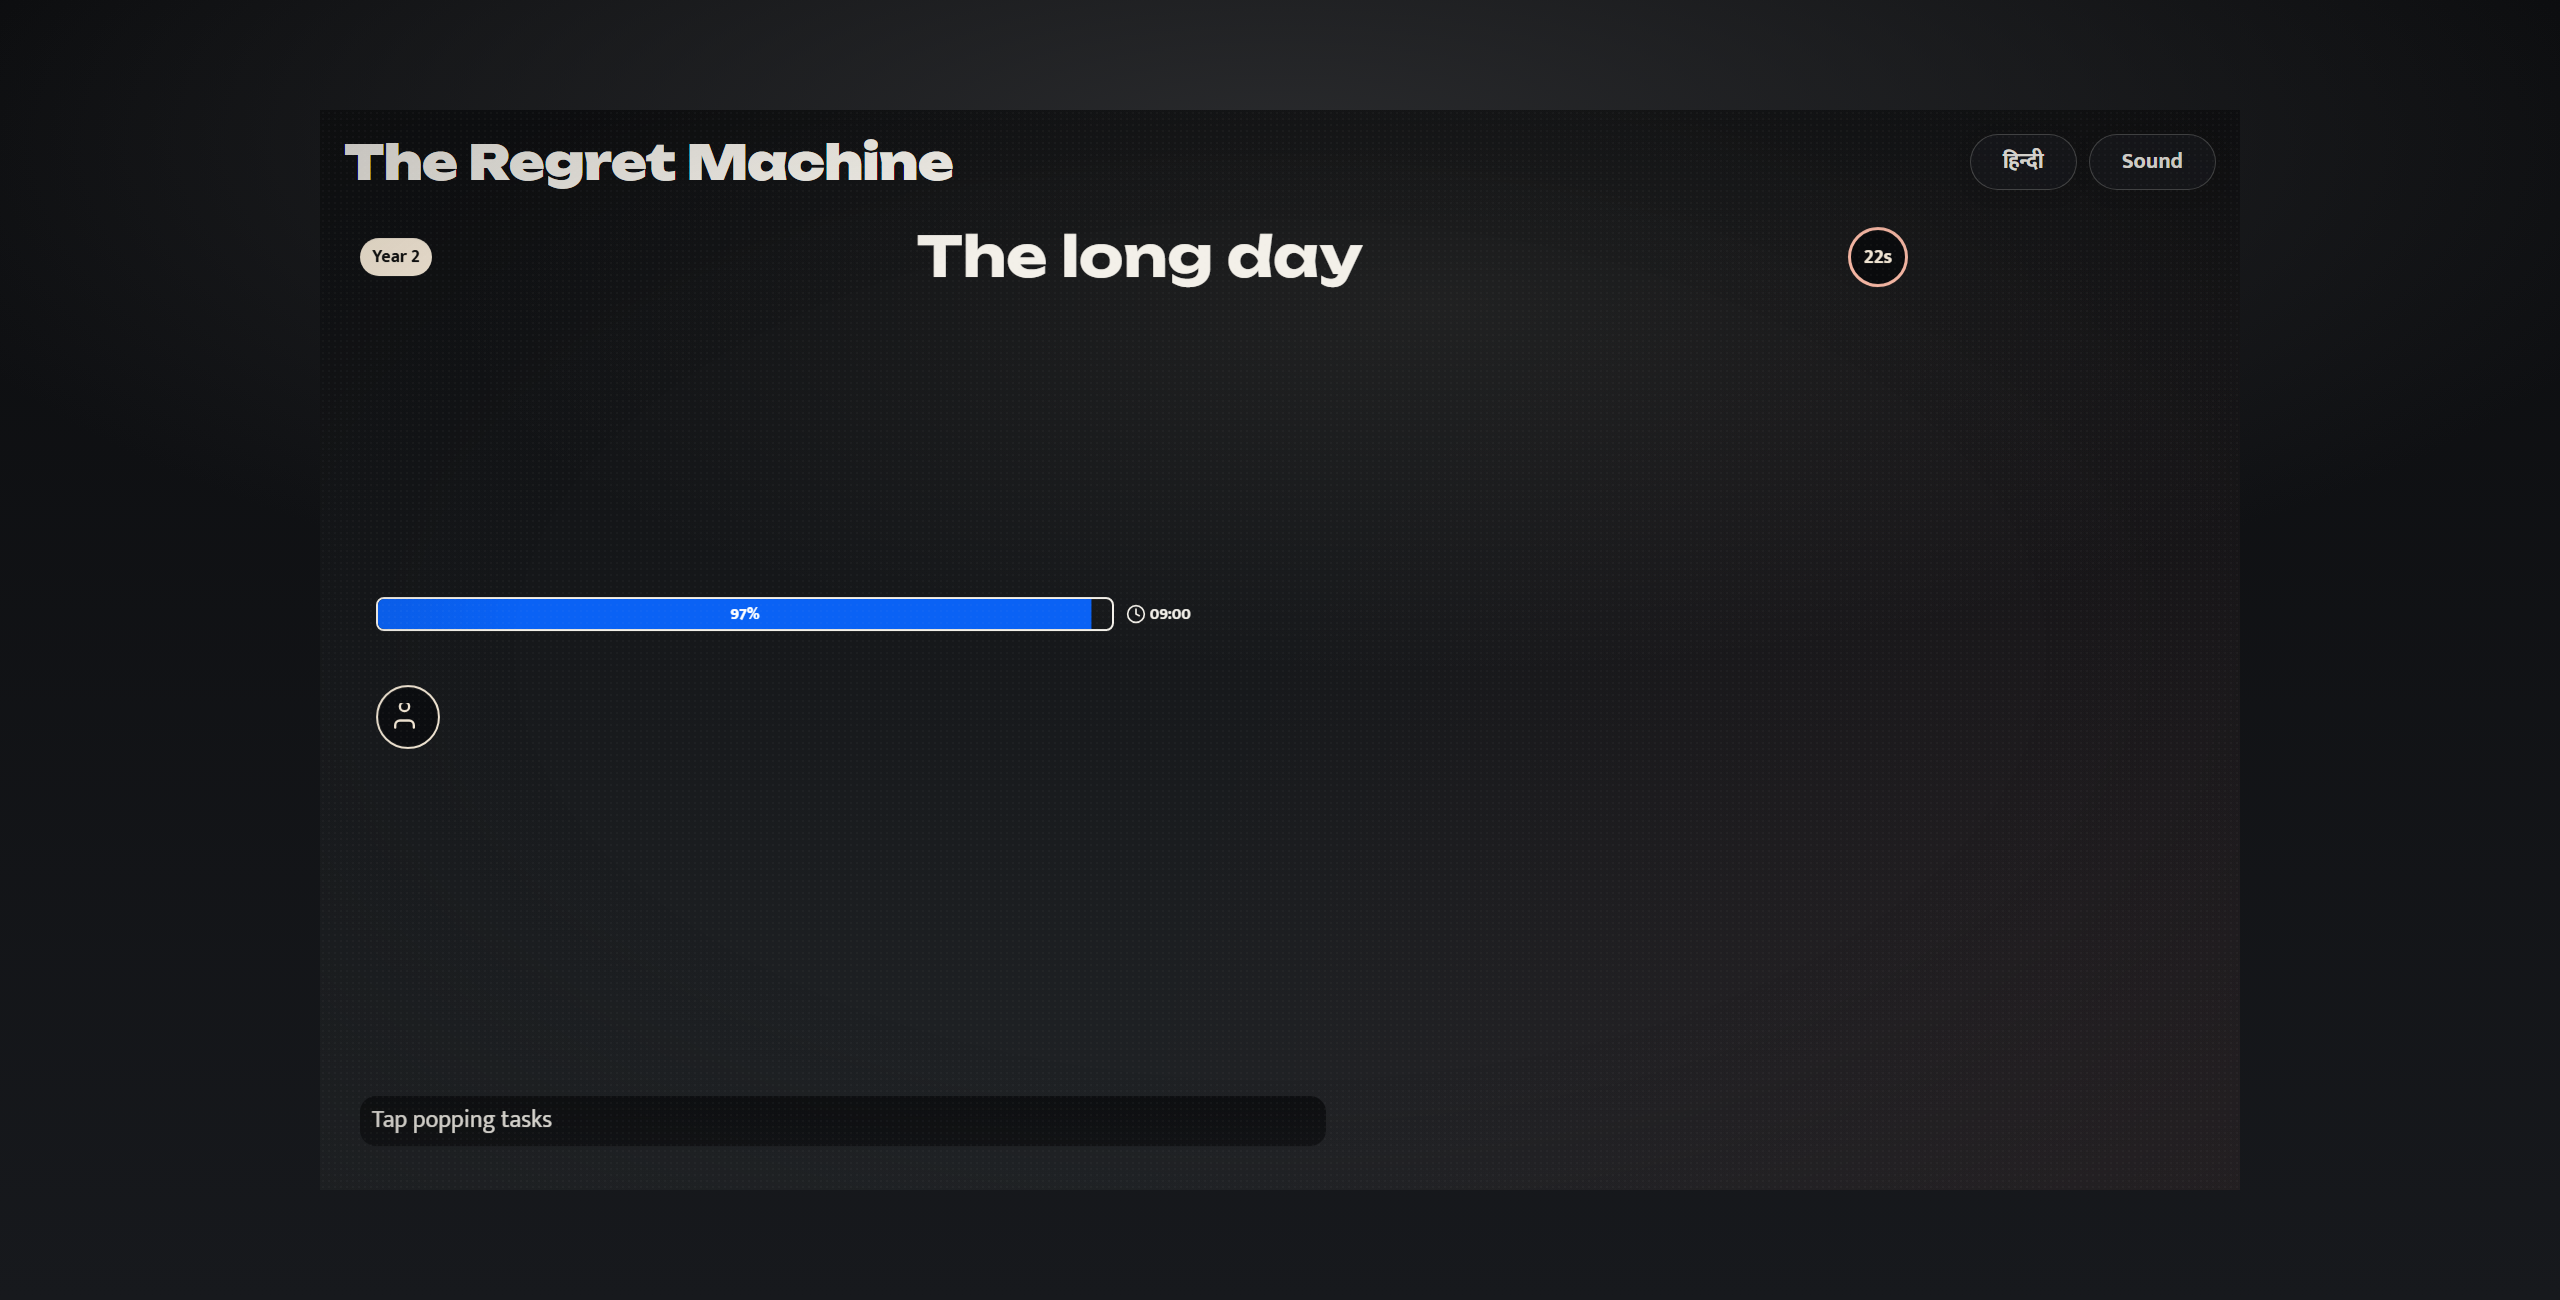 The Regret Machine
हिन्दी
Sound
Year 2
The long day
22s
97%
09:00
Tap popping tasks